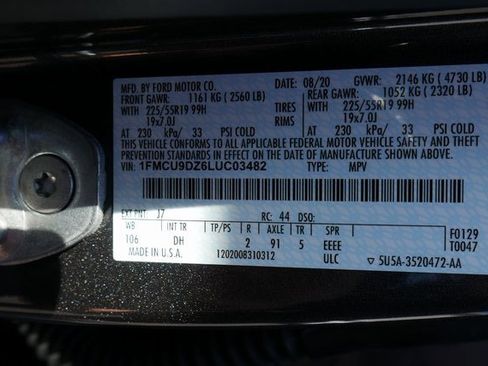 MFD. BY FORD MOTOR CO. DATE: 08/20 GVWR: 2146 KG ( 4730 LB)
FRONT GAWR: 1161 KG ( 2560 LB) REAR GAWR: 1052 KG ( 2320 LB)
WITH 225/55R19 99H TIRES WITH 225/55R19 99H
19x7.0J RIMS 19x7.0J
AT 230 kPa/ 33 PSI COLD AT 230 kPa/ 33 PSI COLD
THIS VEHICLE CONFORMS TO ALL APPLICABLE FEDERAL MOTOR VEHICLE SAFETY AND THEFT
PREVENTION STANDARDS IN EFFECT ON THE DATE OF MANUFACTURE SHOWN ABOVE.
VIN: 1FMCU9DZ6LUC03482 TYPE: MPV
EXT PNT: J7 RC: 44 DSO:
WB INT TR TP/PS R AXLE TR SPR F0129
106 DH 2 91 5 EEEE T0047
MADE IN U.S.A. 1202008310312 ULC 5U5A-3520472-AA